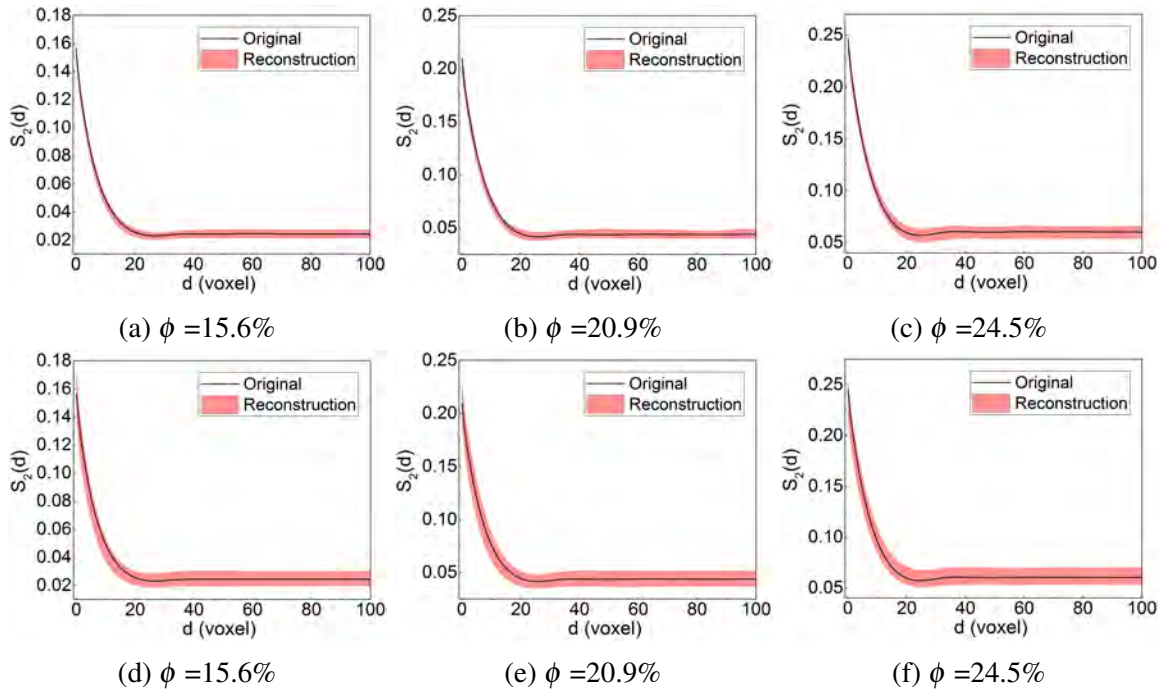 0.18
0.16
0.14
0.12
0.10
0.08
0.06
0.04
0.02
S₂(d)
Original
Reconstruction
0 20 40 60 80 100
d (voxel)
(a) ϕ =15.6%
0.25
0.20
0.15
0.10
0.05
S₂(d)
Original
Reconstruction
0 20 40 60 80 100
d (voxel)
(b) ϕ =20.9%
0.25
0.20
0.15
0.10
0.05
S₂(d)
Original
Reconstruction
0 20 40 60 80 100
d (voxel)
(c) ϕ =24.5%
0.18
0.16
0.14
0.12
0.10
0.08
0.06
0.04
0.02
S₂(d)
Original
Reconstruction
0 20 40 60 80 100
d (voxel)
(d) ϕ =15.6%
0.25
0.20
0.15
0.10
0.05
S₂(d)
Original
Reconstruction
0 20 40 60 80 100
d (voxel)
(e) ϕ =20.9%
0.25
0.20
0.15
0.10
0.05
S₂(d)
Original
Reconstruction
0 20 40 60 80 100
d (voxel)
(f) ϕ =24.5%